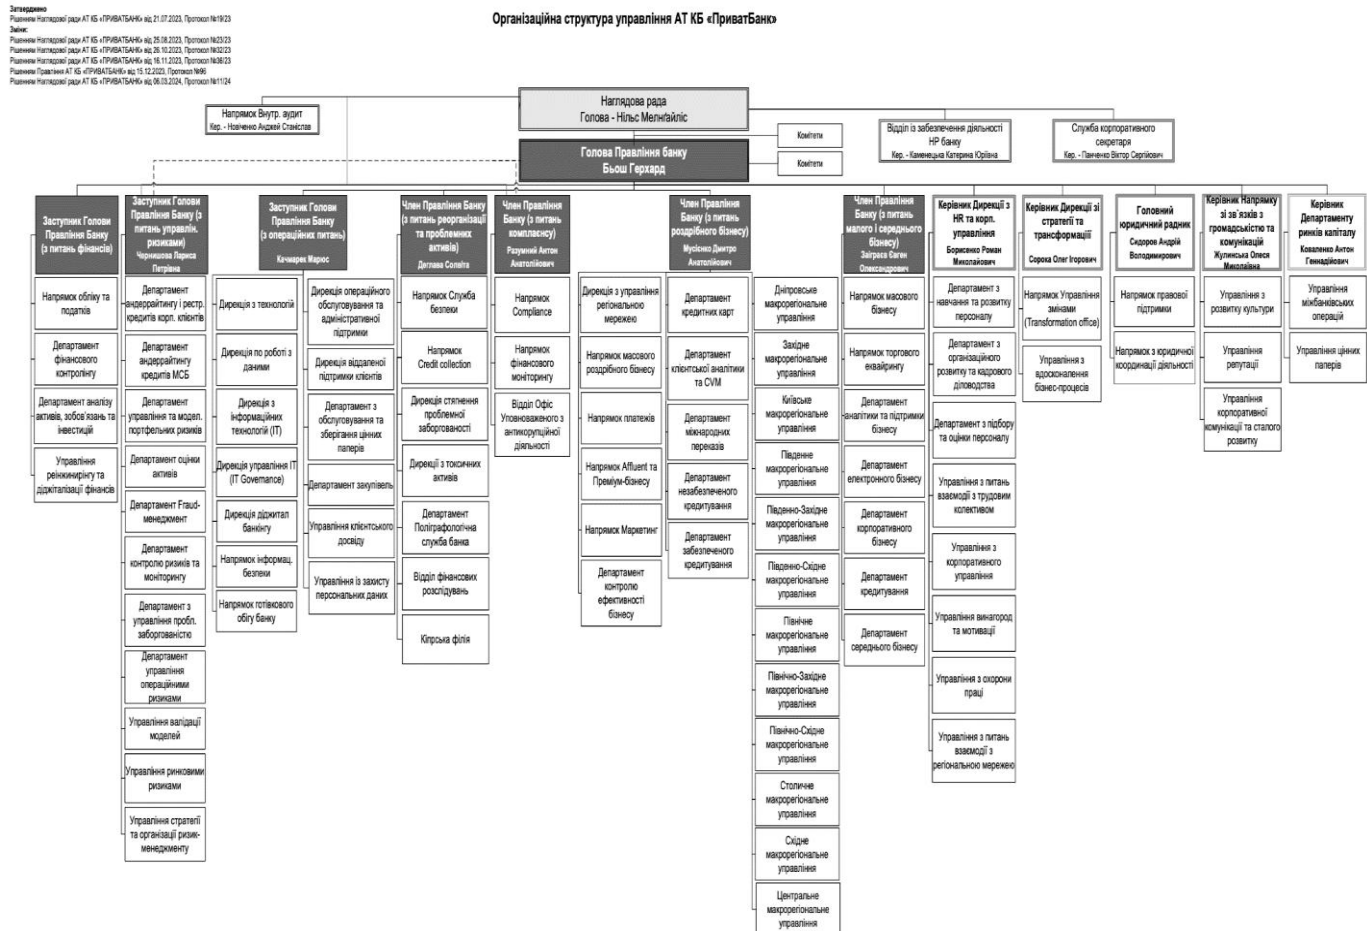 Затверджено
Рішенням Наглядової ради АТ КБ «ПРИВАТБАНК» від 21.07.2023, Протокол №19/23
Зміни:
Рішенням Наглядової ради АТ КБ «ПРИВАТБАНК» від 25.08.2023, Протокол №23/23
Рішенням Наглядової ради АТ КБ «ПРИВАТБАНК» від 26.10.2023, Протокол №32/23
Рішенням Наглядової ради АТ КБ «ПРИВАТБАНК» від 16.11.2023, Протокол №36/23
Рішенням Правління АТ КБ «ПРИВАТБАНК» від 15.12.2023, Протокол №96
Рішенням Наглядової ради АТ КБ «ПРИВАТБАНК» від 06.03.2024, Протокол №11/24
Організаційна структура управління АТ КБ «ПриватБанк»
Наглядова рада
Голова - Нільс Мелнґайліс
Напрямок Внутр. аудит
Кер. - Новіченко Анджей Станіслав
Комітети
Відділ із забезпечення діяльності
НР банку
Кер. - Каменецька Катерина Юріївна
Служба корпоративного
секретаря
Кер. - Панченко Віктор Сергійович
Голова Правління банку
Бьош Герхард
Комітети
Заступник Голови
Правління Банку
(з питань фінансів)
Напрямок обліку та
податків
Департамент
фінансового
контролінгу
Департамент аналізу
активів, зобов'язань та
інвестицій
Управління
реінжинірингу та
діджіталізації фінансів
Заступник Голови
Правління Банку (з
питань управлін.
ризиками)
Чернишова Лариса
Петрівна
Департамент
андеррайтингу і рестр.
кредитів корп. клієнтів
Департамент
андеррайтингу
кредитів МСБ
Департамент
управління та модел.
портфельних ризиків
Департамент оцінки
активів
Департамент Fraud-
менеджмент
Департамент
контролю ризиків та
моніторингу
Департамент з
управління пробл.
заборгованістю
Департамент
управління
операційними
ризиками
Управління валідації
моделей
Управління ринковими
ризиками
Управління стратегії
та організації ризик-
менеджменту
Заступник Голови
Правління Банку
(з операційних питань)
Качмарек Маріюс
Дирекція з технологій
Дирекція по роботі з
даними
Дирекція з
інформаційних
технологій (ІТ)
Дирекція управління ІТ
(IT Governance)
Дирекція діджитал
банкінгу
Напрямок інформац.
безпеки
Напрямок готівкового
обігу банку
Дирекція операційного
обслуговування та
адміністративної
підтримки
Дирекція віддаленої
підтримки клієнтів
Департамент з
обслуговування та
зберігання цінних
паперів
Департамент закупівель
Управління клієнтського
досвіду
Управління із захисту
персональних даних
Член Правління Банку
(з питань реорганізації
та проблемних
активів)
Деглава Солвіта
Напрямок Служба
безпеки
Напрямок
Credit collection
Дирекція стягнення
проблемної
заборгованості
Дирекції з токсичних
активів
Департамент
Поліграфологічна
служба банка
Відділ фінансових
розслідувань
Кіпрська філія
Член Правління
Банку (з питань
комплаєнсу)
Разумний Антон
Анатолійович
Напрямок
Compliance
Напрямок
фінансового
моніторингу
Відділ Офіс
Уповноваженого з
антикорупційної
діяльності
Член Правління
Банку (з питань
роздрібного бізнесу)
Мусієнко Дмитро
Анатолійович
Дирекція з управління
регіональною
мережею
Напрямок масового
роздрібного бізнесу
Напрямок платежів
Напрямок Affluent та
Преміум-бізнесу
Напрямок Маркетинг
Департамент
контролю
ефективності
бізнесу
Департамент
кредитних карт
Департамент
клієнтської аналітики
та CVM
Департамент
міжнародних
переказів
Департамент
незабезпеченого
кредитування
Департамент
забезпеченого
кредитування
Дніпровське
макрорегіональне
управління
Західне
макрорегіональне
управління
Київське
макрорегіональне
управління
Південне
макрорегіональне
управління
Південно-Західне
макрорегіональне
управління
Південно-Східне
макрорегіональне
управління
Північне
макрорегіональне
управління
Північно-Західне
макрорегіональне
управління
Північно-Східне
макрорегіональне
управління
Столичне
макрорегіональне
управління
Східне
макрорегіональне
управління
Центральне
макрорегіональне
управління
Член Правління
Банку (з питань
малого і середнього
бізнесу)
Заіграєв Євген
Олександрович
Напрямок масового
бізнесу
Напрямок торгового
еквайрингу
Департамент
аналітики та підтримки
бізнесу
Департамент
електронного бізнесу
Департамент
корпоративного
бізнесу
Департамент
кредитування
Департамент
середнього бізнесу
Керівник Дирекції з
HR та корп.
управління
Борисенко Роман
Миколайович
Департамент з
навчання та розвитку
персоналу
Департамент з
організаційного
розвитку та кадрового
діловодства
Департамент з підбору
та оцінки персоналу
Управління з питань
взаємодії з трудовим
колективом
Управління з
корпоративного
управління
Управління винагород
та мотивації
Управління з охорони
праці
Управління з питань
взаємодії з
регіональною мережею
Керівник Дирекції зі
стратегії та
трансформації
Сорока Олег Ігорович
Напрямок Управління
змінами
(Transformation office)
Управління з
вдосконалення
бізнес-процесів
Головний
юридичний радник
Сидоров Андрій
Володимирович
Напрямок правової
підтримки
Напрямок з юридичної
координації діяльності
Керівник Напрямку
зі зв'язків з
громадськістю та
комунікацій
Жулинська Олеся
Миколаївна
Управління з
розвитку культури
Управління
репутації
Управління
корпоративної
комунікації та сталого
розвитку
Керівник
Департаменту
ринків капіталу
Коваленко Антон
Геннадійович
Управління
міжбанківських
операцій
Управління цінник
паперів